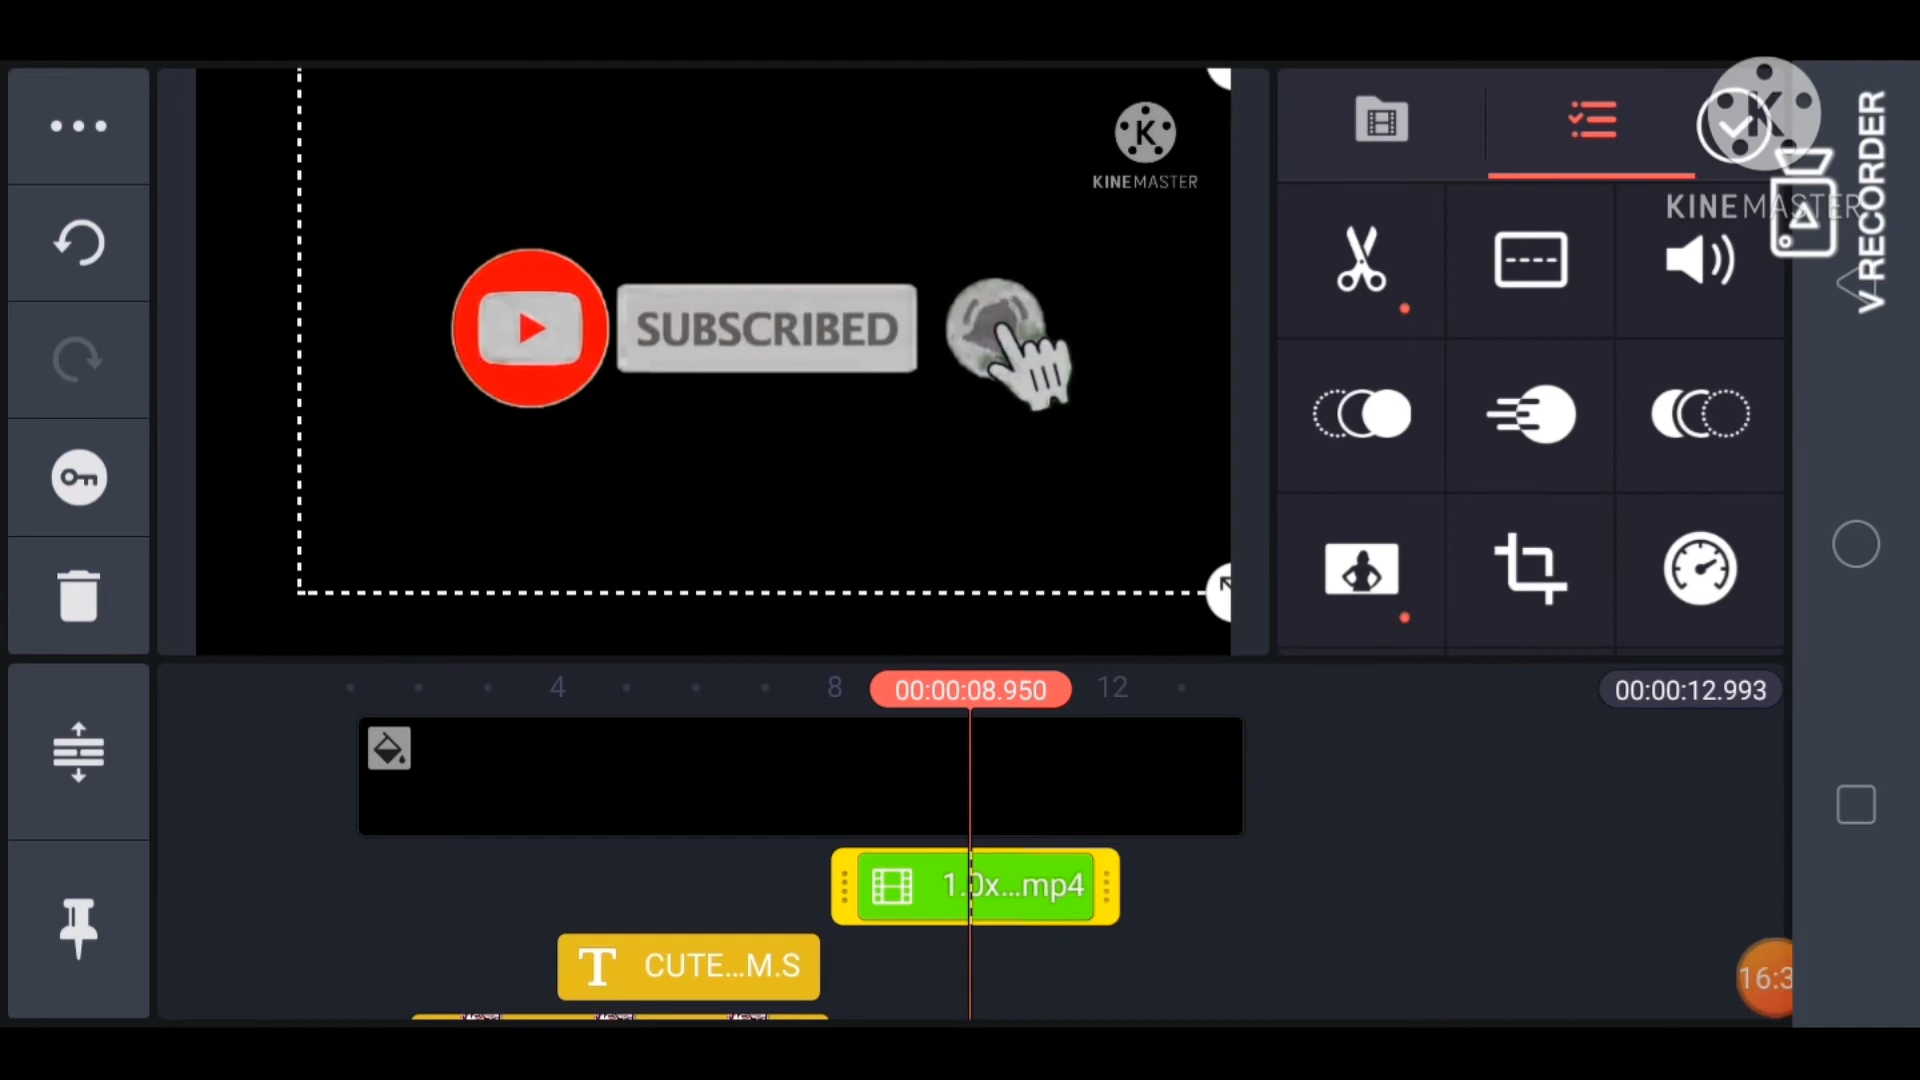 K
KINEMASTER
SUBSCRIBED
K
KINEMASTER
V RECORDER
4
8
00:00:08.950
12
00:00:12.993
1.0x...mp4
T CUTE...M.S
16:3